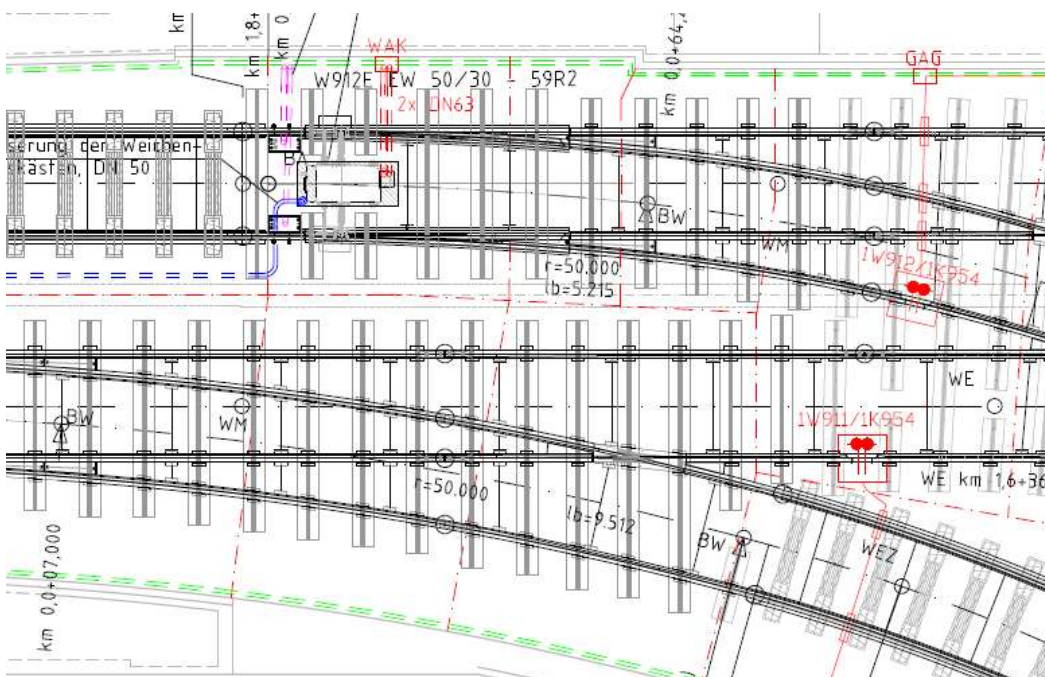 km 1,8+
km 0,
WAK
km 0,0+64,
GAG
W912E EW 50/30 - 59R2
2x DN63
serung der Weichen-
skästen, DN 50
B
BW
WM
r=50.000
lb=5.215
1W912/1K954
WE
BW
WM
1W911/1K954
r=50.000
WE km 1,6+36
lb=9.512
BW
WEZ
km 0,0+07,000